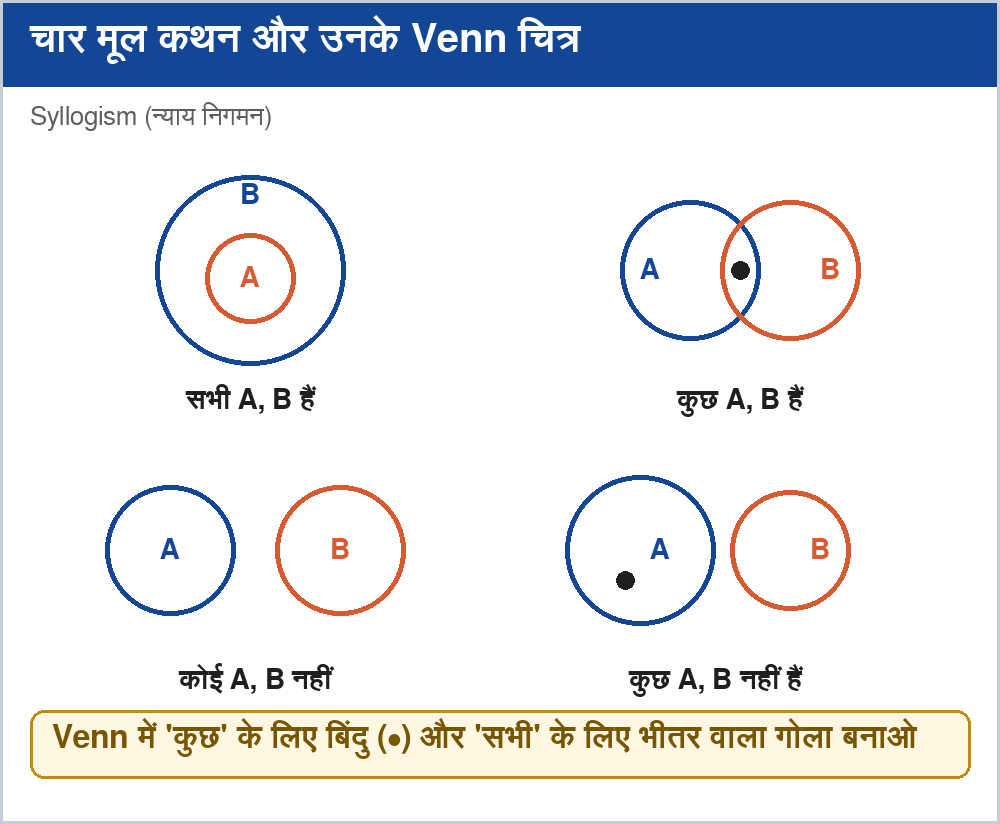 चार मूल कथन और उनके Venn चित्र
Syllogism (न्याय निगमन)
B
A
A
B
सभी A, B हैं
कुछ A, B हैं
A
B
A
B
कोई A, B नहीं
कुछ A, B नहीं हैं
Venn में 'कुछ' के लिए बिंदु (●) और 'सभी' के लिए भीतर वाला गोला बनाओ